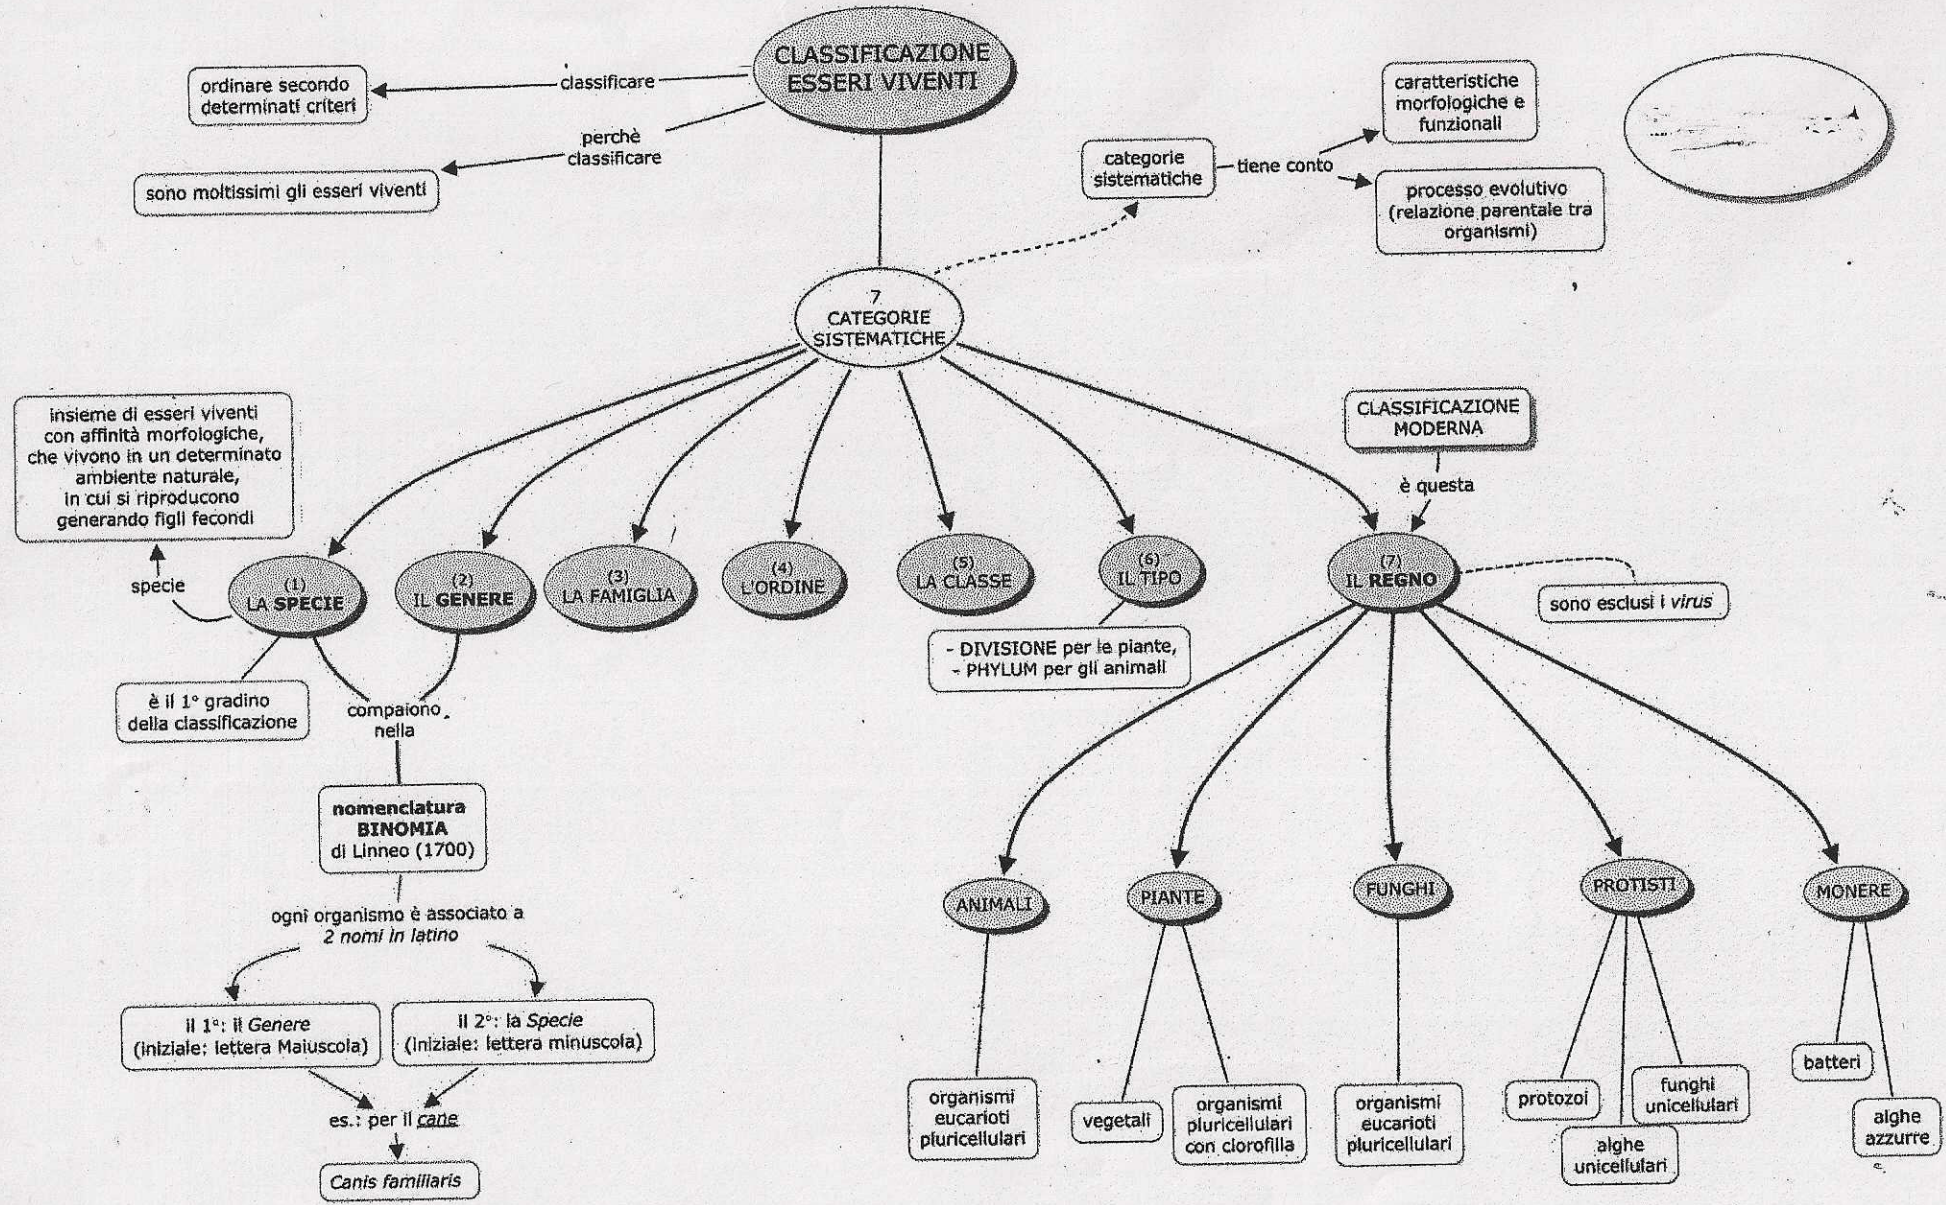 CLASSIFICAZIONE
ESSERI VIVENTI
classificare
ordinare secondo
determinati criteri
perchè
classificare
sono moltissimi gli esseri viventi
categorie
sistematiche
tiene conto
caratteristiche
morfologiche e
funzionali
processo evolutivo
(relazione parentale tra
organismi)
7
CATEGORIE
SISTEMATICHE
insieme di esseri viventi
con affinità morfologiche,
che vivono in un determinato
ambiente naturale,
in cui si riproducono
generando figli fecondi
specie
(1)
LA SPECIE
(2)
IL GENERE
(3)
LA FAMIGLIA
(4)
L'ORDINE
(5)
LA CLASSE
(6)
IL TIPO
(7)
IL REGNO
CLASSIFICAZIONE
MODERNA
è questa
sono esclusi i virus
- DIVISIONE per le piante,
- PHYLUM per gli animali
è il 1° gradino
della classificazione
compaiono
nella
nomenclatura
BINOMIA
di Linneo (1700)
ogni organismo è associato a
2 nomi in latino
il 1°: il Genere
(iniziale: lettera Maiuscola)
il 2°: la Specie
(iniziale: lettera minuscola)
es.: per il cane
Canis familiaris
ANIMALI
PIANTE
FUNGHI
PROTISTI
MONERE
organismi
eucarioti
pluricellulari
vegetali
organismi
pluricellulari
con clorofilla
organismi
eucarioti
pluricellulari
protozoi
alghe
unicellulari
funghi
unicellulari
batteri
alghe
azzurre